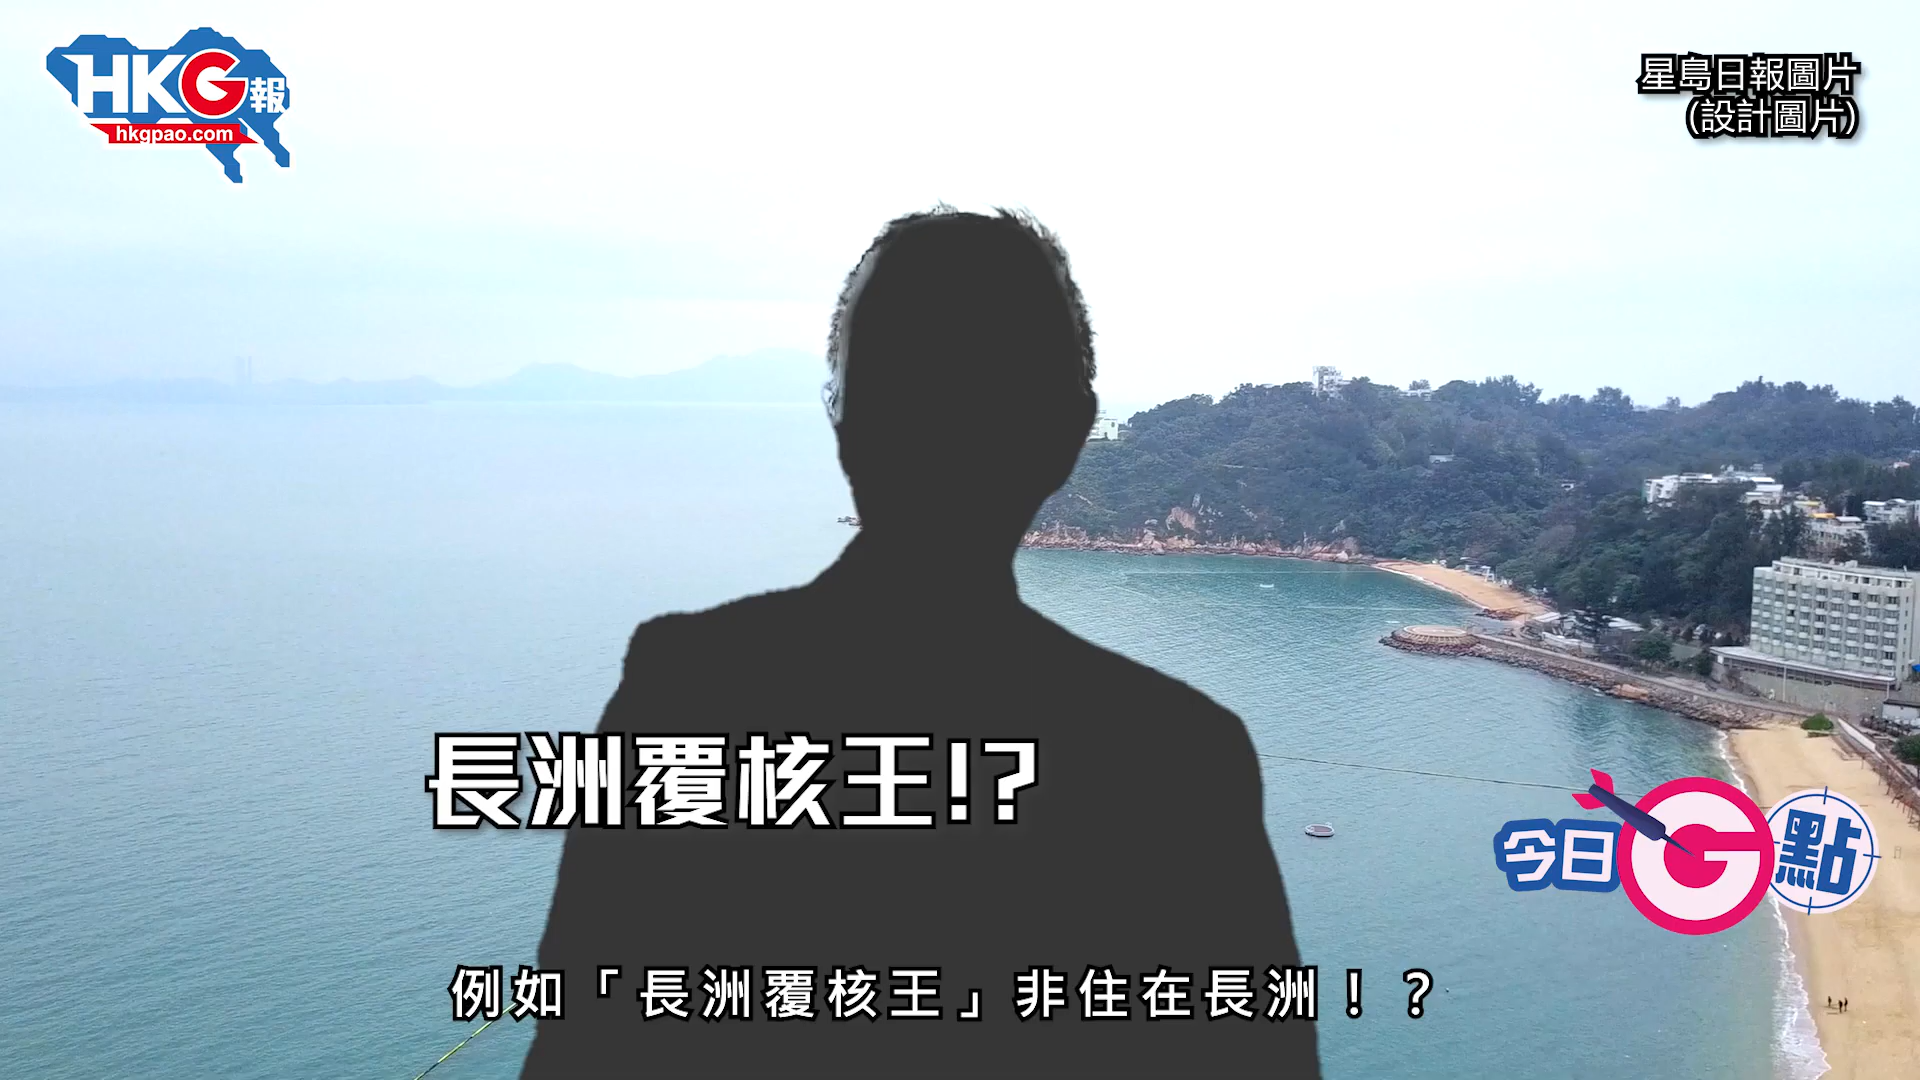 HKG報
hkgpao.com
星島日報圖片
(設計圖片)
長洲覆核王!?
今日G點
例如「長洲覆核王」非住在長洲！？